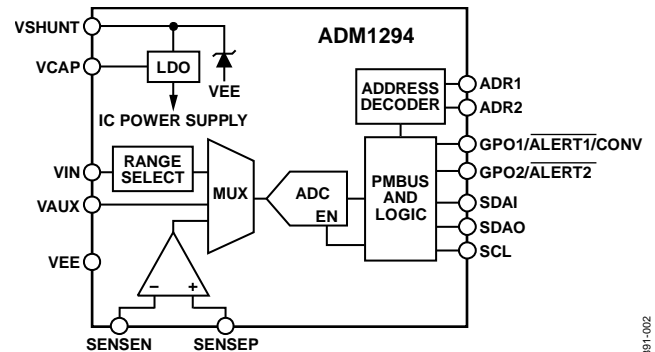 VSHUNT
ADM1294
VCAP
LDO
VEE
IC POWER SUPPLY
ADDRESS
DECODER
ADR1
ADR2
GPO1/ALERT1/CONV
GPO2/ALERT2
VIN
RANGE
SELECT
MUX
ADC
EN
PMBUS
AND
LOGIC
SDAI
SDAO
SCL
VAUX
VEE
−
+
SENSEN
SENSEP
391-002